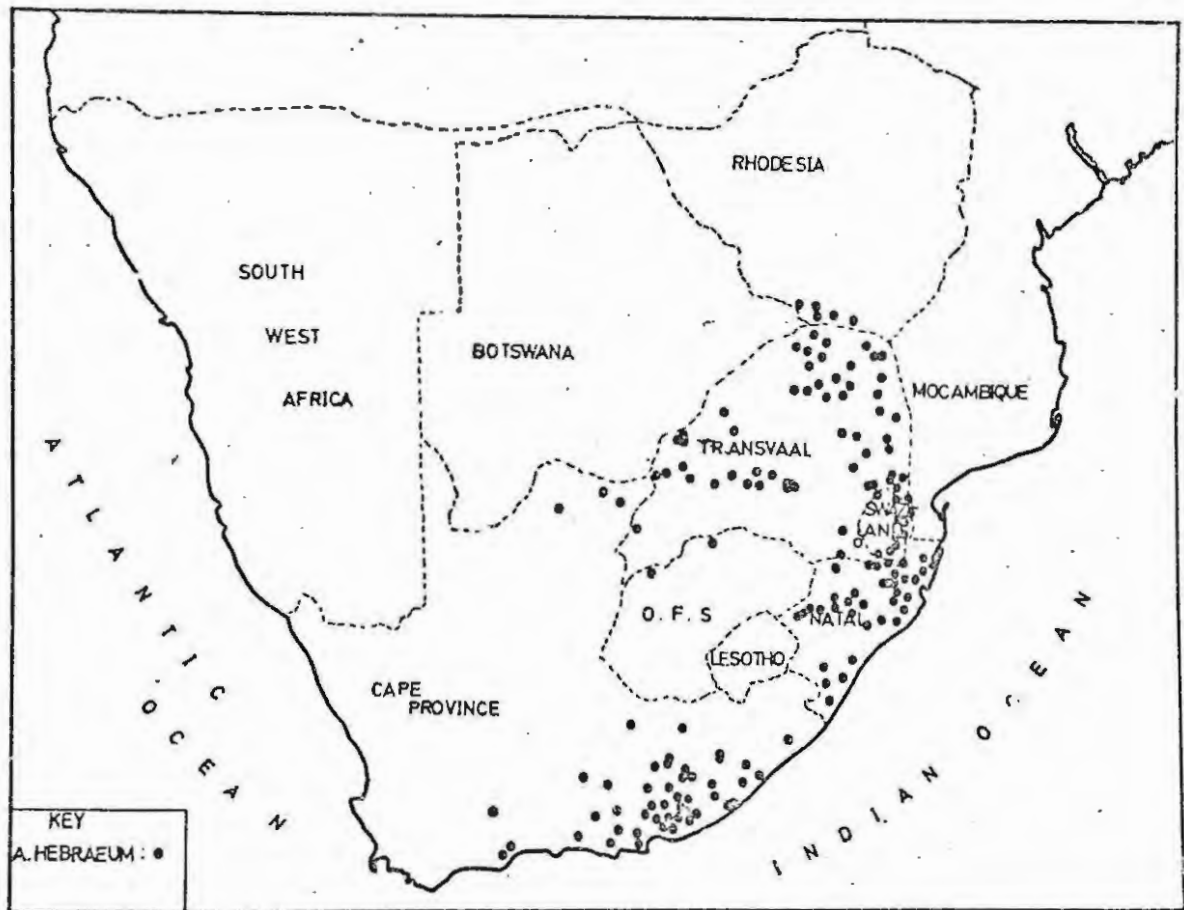 RHODESIA
SOUTH
WEST
AFRICA
BOTSWANA
MOCAMBIQUE
TRANSVAAL
O.F.S
NATAL
LESOTHO
CAPE
PROVINCE
ATLANTIC
OCEAN
INDIAN OCEAN
KEY
A.HEBRAEUM: